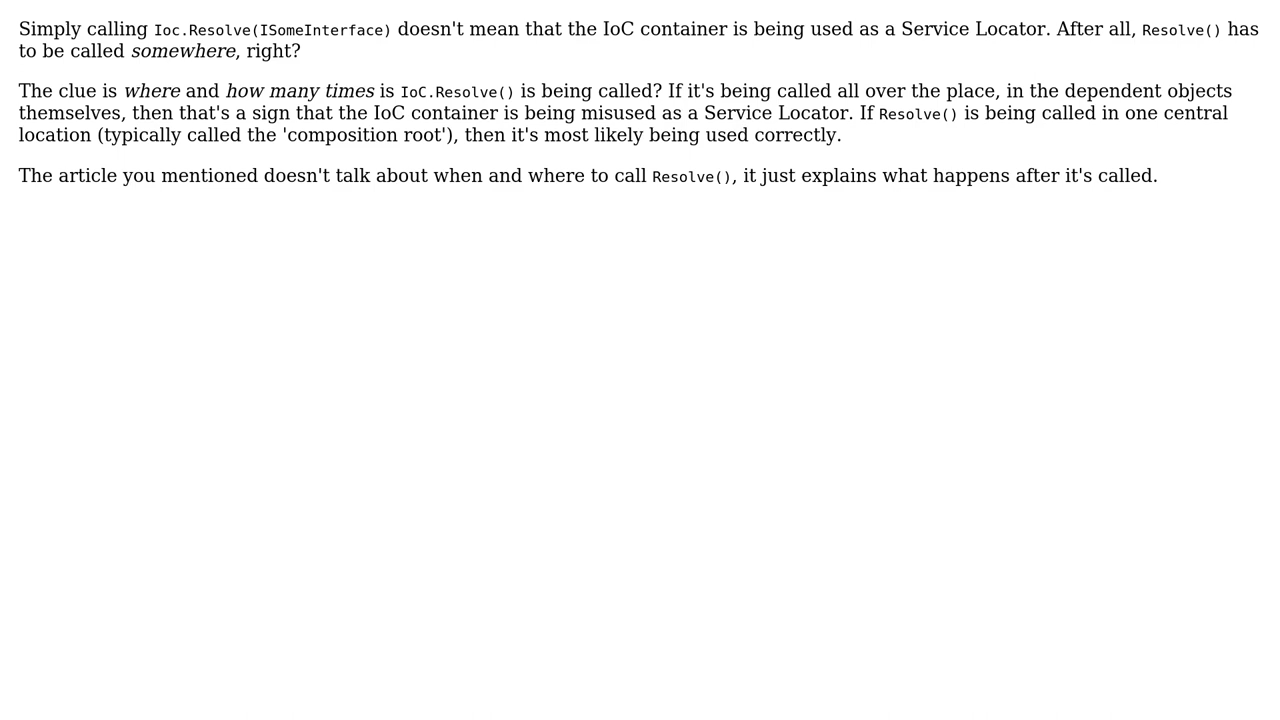 Simply calling Ioc.Resolve(ISomeInterface) doesn't mean that the IoC container is being used as a Service Locator. After all, Resolve() has
to be called somewhere, right?
The clue is where and how many times is IoC.Resolve() is being called? If it's being called all over the place, in the dependent objects
themselves, then that's a sign that the IoC container is being misused as a Service Locator. If Resolve() is being called in one central
location (typically called the 'composition root'), then it's most likely being used correctly.
The article you mentioned doesn't talk about when and where to call Resolve(), it just explains what happens after it's called.